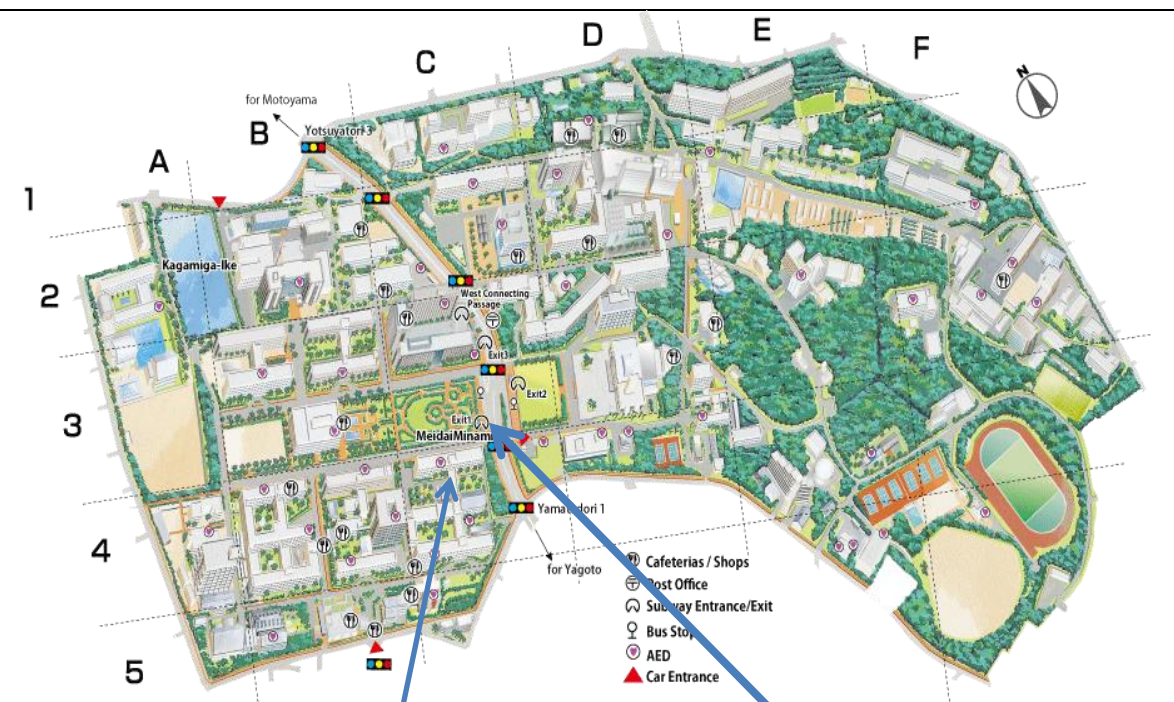 D
E
F
C
N
for Motoyama
B
Yotsuyatori 3
A
1
Kagamiga-Ike
2
West Connecting
Passage
Exit3
Exit2
3
Exit1
MeidaiMinami
1
4
for Yagoto
Cafeterias / Shops
Post Office
Subway Entrance/Exit
Bus Stop
AED
Car Entrance
5